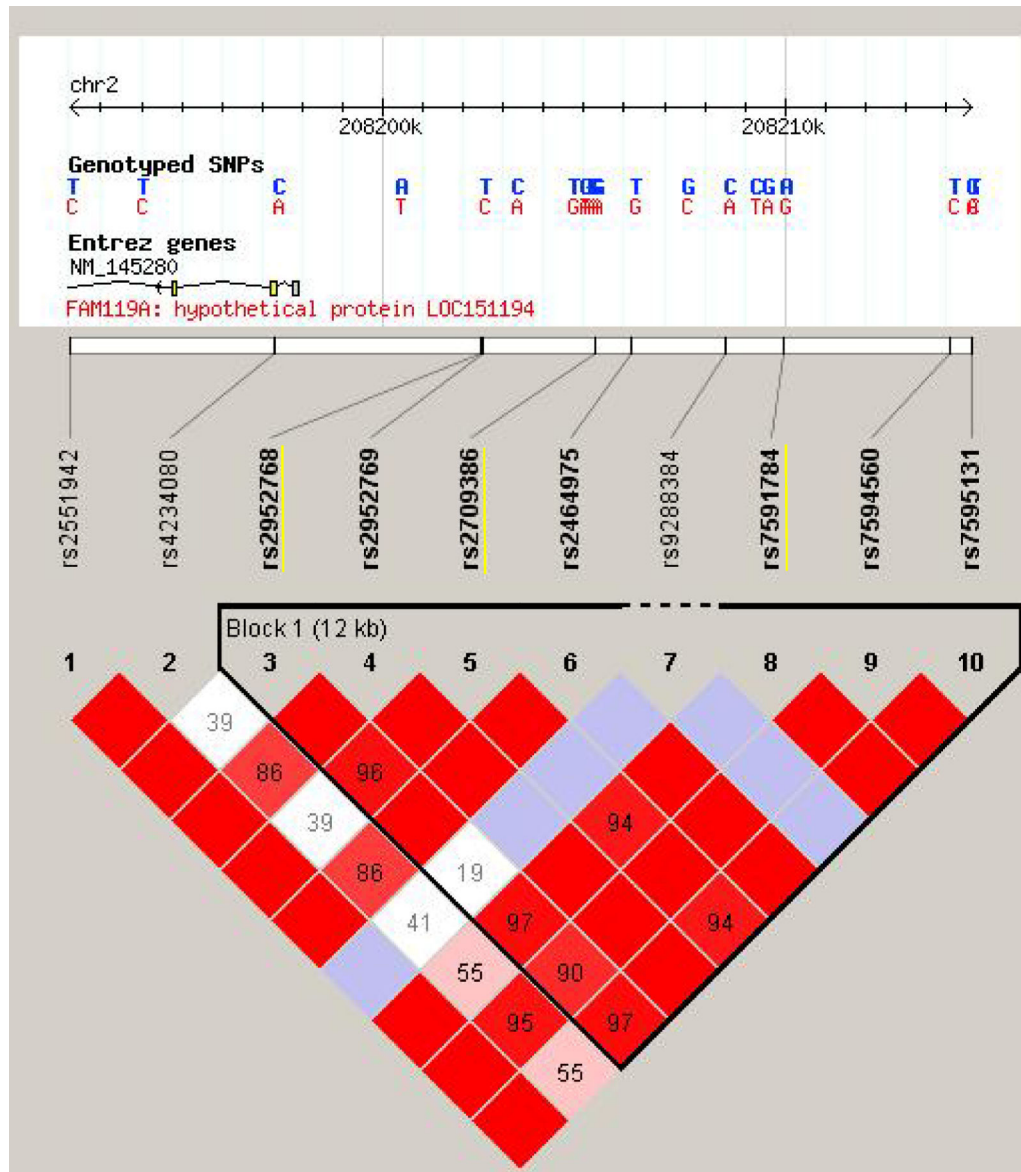 chr2
208200k 208210k
Genotyped SNPs
T T C A T C T G T G C C G A T
C C A T C A G G C A T A G C
Entrez genes
NM_145280
FAM119A: hypothetical protein LOC151194
rs2551942 rs4234080 rs2952768 rs2952769 rs2709386 rs2464975 rs9288384 rs7591784 rs7594560 rs7595131
Block 1 (12 kb)
1 2 3 4 5 6 7 8 9 10
39
86 96
39 94
86 19
41 97 94
55 90
95 97
55